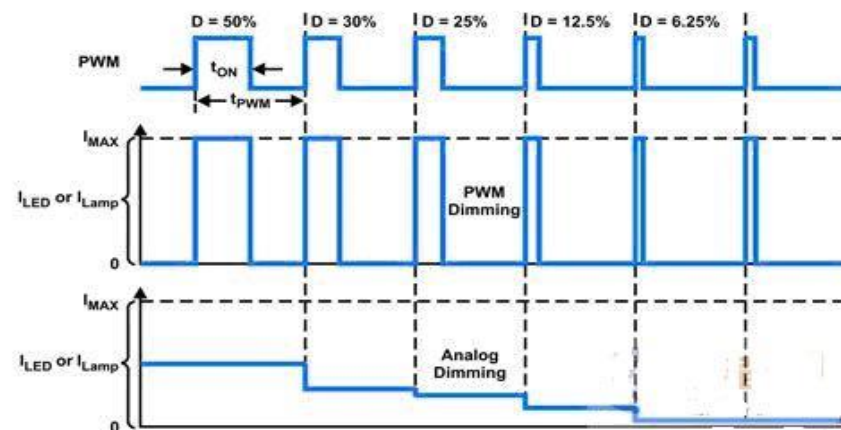 D = 50% D = 30% D = 25% D = 12.5% D = 6.25%
PWM
tON
tPWM
IMAX
ILED or ILamp
PWM
Dimming
0
IMAX
ILED or ILamp
Analog
Dimming
0